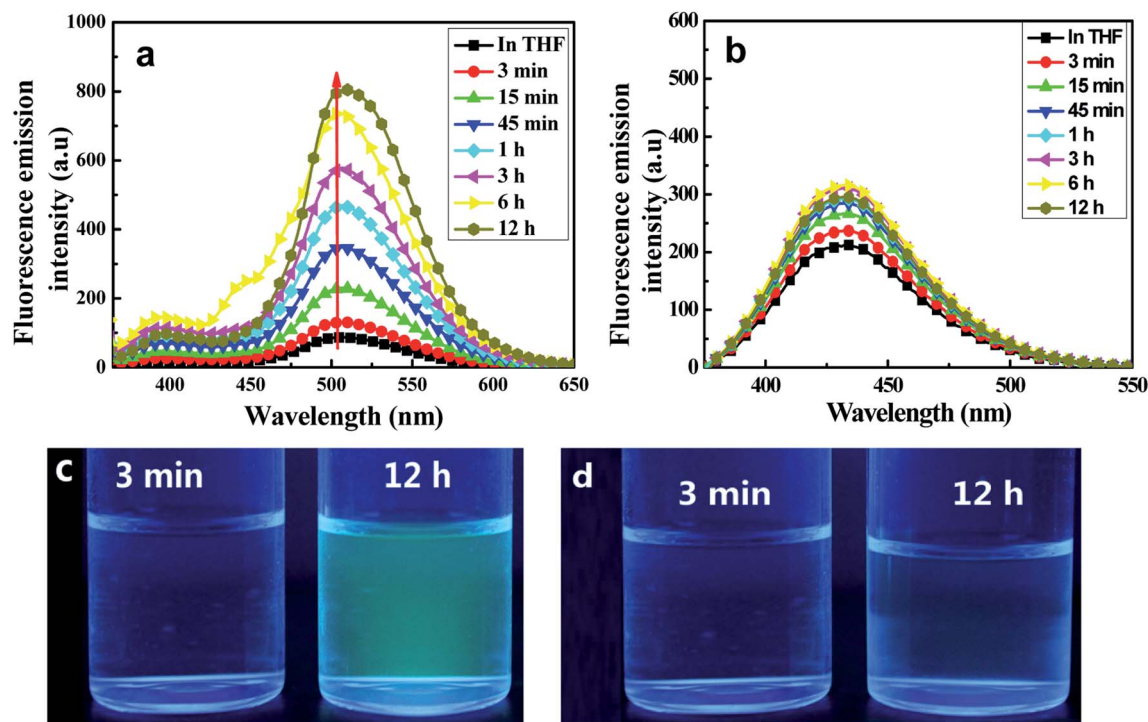 a
Fluorescence emission
intensity (a.u)
1000
800
600
400
200
0
400
450
500
550
600
650
Wavelength (nm)
In THF
3 min
15 min
45 min
1 h
3 h
6 h
12 h
b
Fluorescence emission
intensity (a.u)
600
500
400
300
200
100
0
400
450
500
550
Wavelength (nm)
In THF
3 min
15 min
45 min
1 h
3 h
6 h
12 h
c
3 min
12 h
d
3 min
12 h